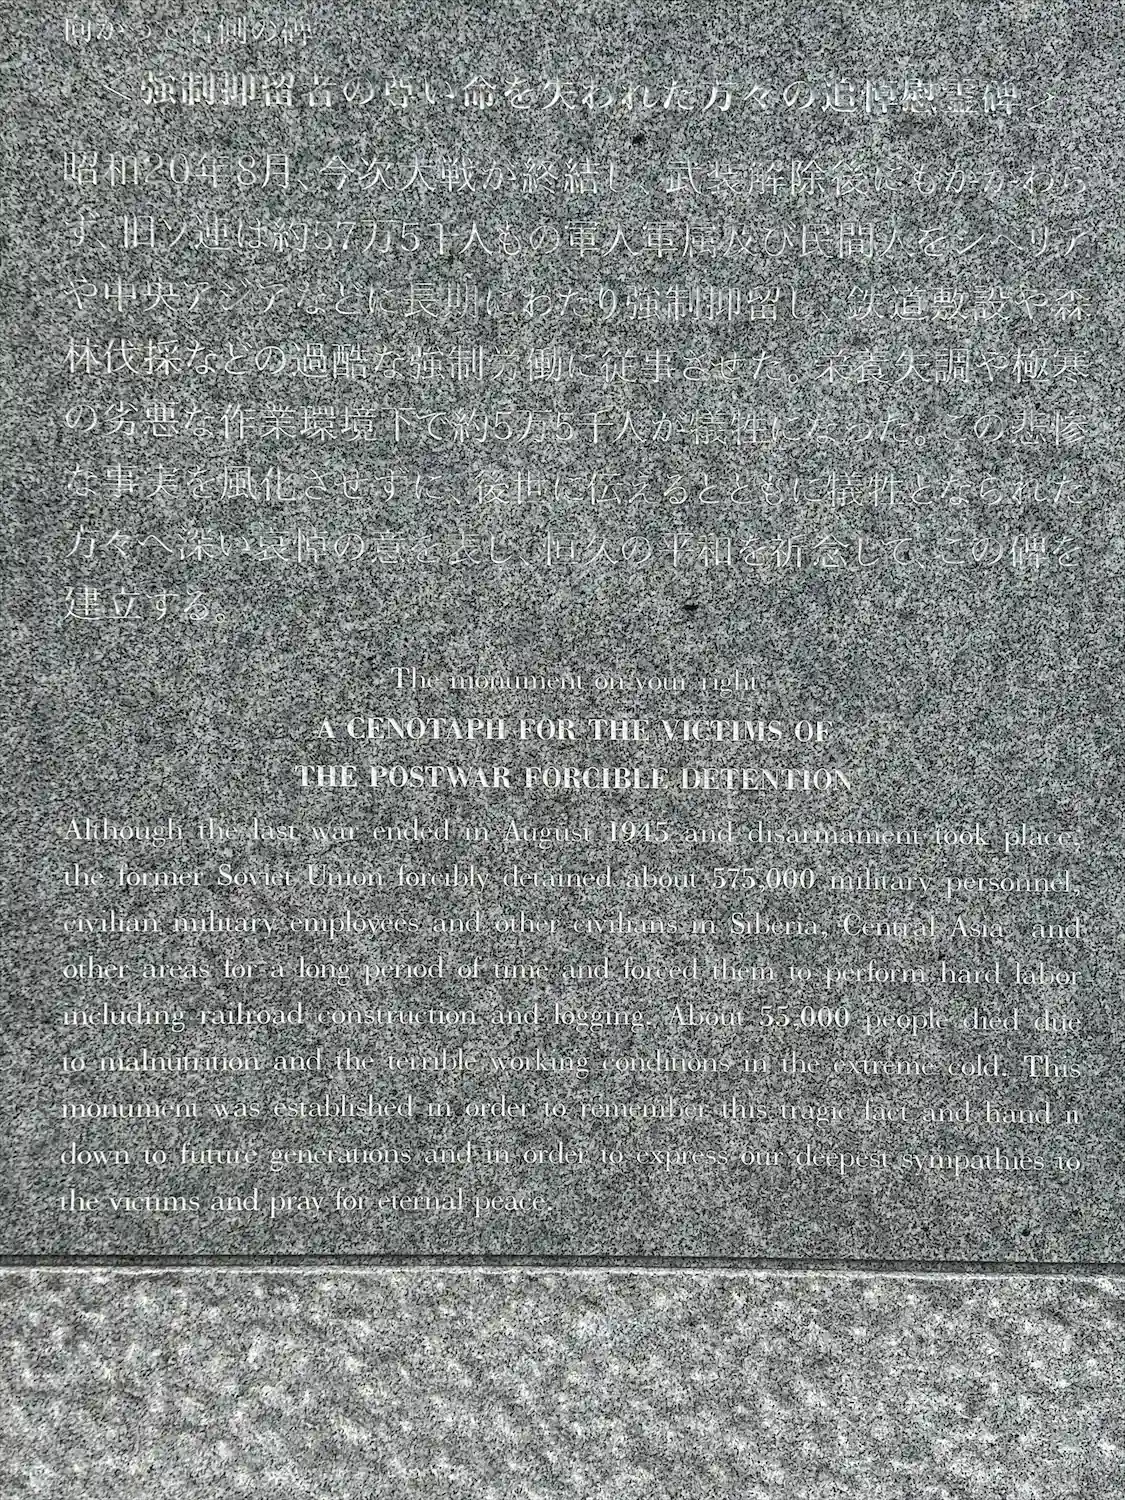 向かって右側の碑
＜強制抑留者の尊い命を失われた方々の追悼慰霊碑＞
昭和20年8月、今次大戦が終結し、武装解除後にもかかわら
ず、旧ソ連は約57万5千人もの軍人軍属及び民間人をシベリア
や中央アジアなどに長期にわたり強制抑留し、鉄道敷設や森
林伐採などの過酷な強制労働に従事させた。栄養失調や極寒
の劣悪な作業環境下で約5万5千人が犠牲になった。この悲惨
な事実を風化させずに、後世に伝えるとともに犠牲となられた
方々へ深い哀悼の意を表し、恒久の平和を祈念して、この碑を
建立する。
The monument on your right
A CENOTAPH FOR THE VICTIMS OF
THE POSTWAR FORCIBLE DETENTION
Although the last war ended in August 1945 and disarmament took place,
the former Soviet Union forcibly detained about 575,000 military personnel,
civilian military employees and other civilians in Siberia, Central Asia, and
other areas for a long period of time and forced them to perform hard labor
including railroad construction and logging. About 55,000 people died due
to malnutrition and the terrible working conditions in the extreme cold. This
monument was established in order to remember this tragic fact and hand it
down to future generations and in order to express our deepest sympathies to
the victims and pray for eternal peace.